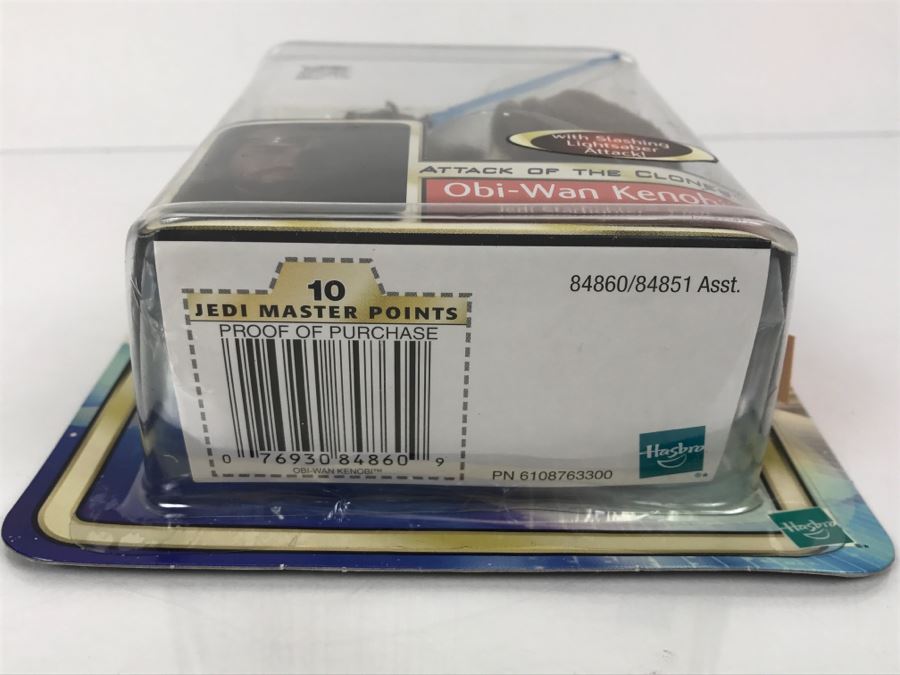 with Slashing
Lightsaber
Attack!
ATTACK OF THE CLONES
Obi-Wan Kenobi
10
JEDI MASTER POINTS
PROOF OF PURCHASE
0 76930 84860 9
OBI-WAN KENOBI™
84860/84851 Asst.
Hasbro
PN 6108763300
Hasbro